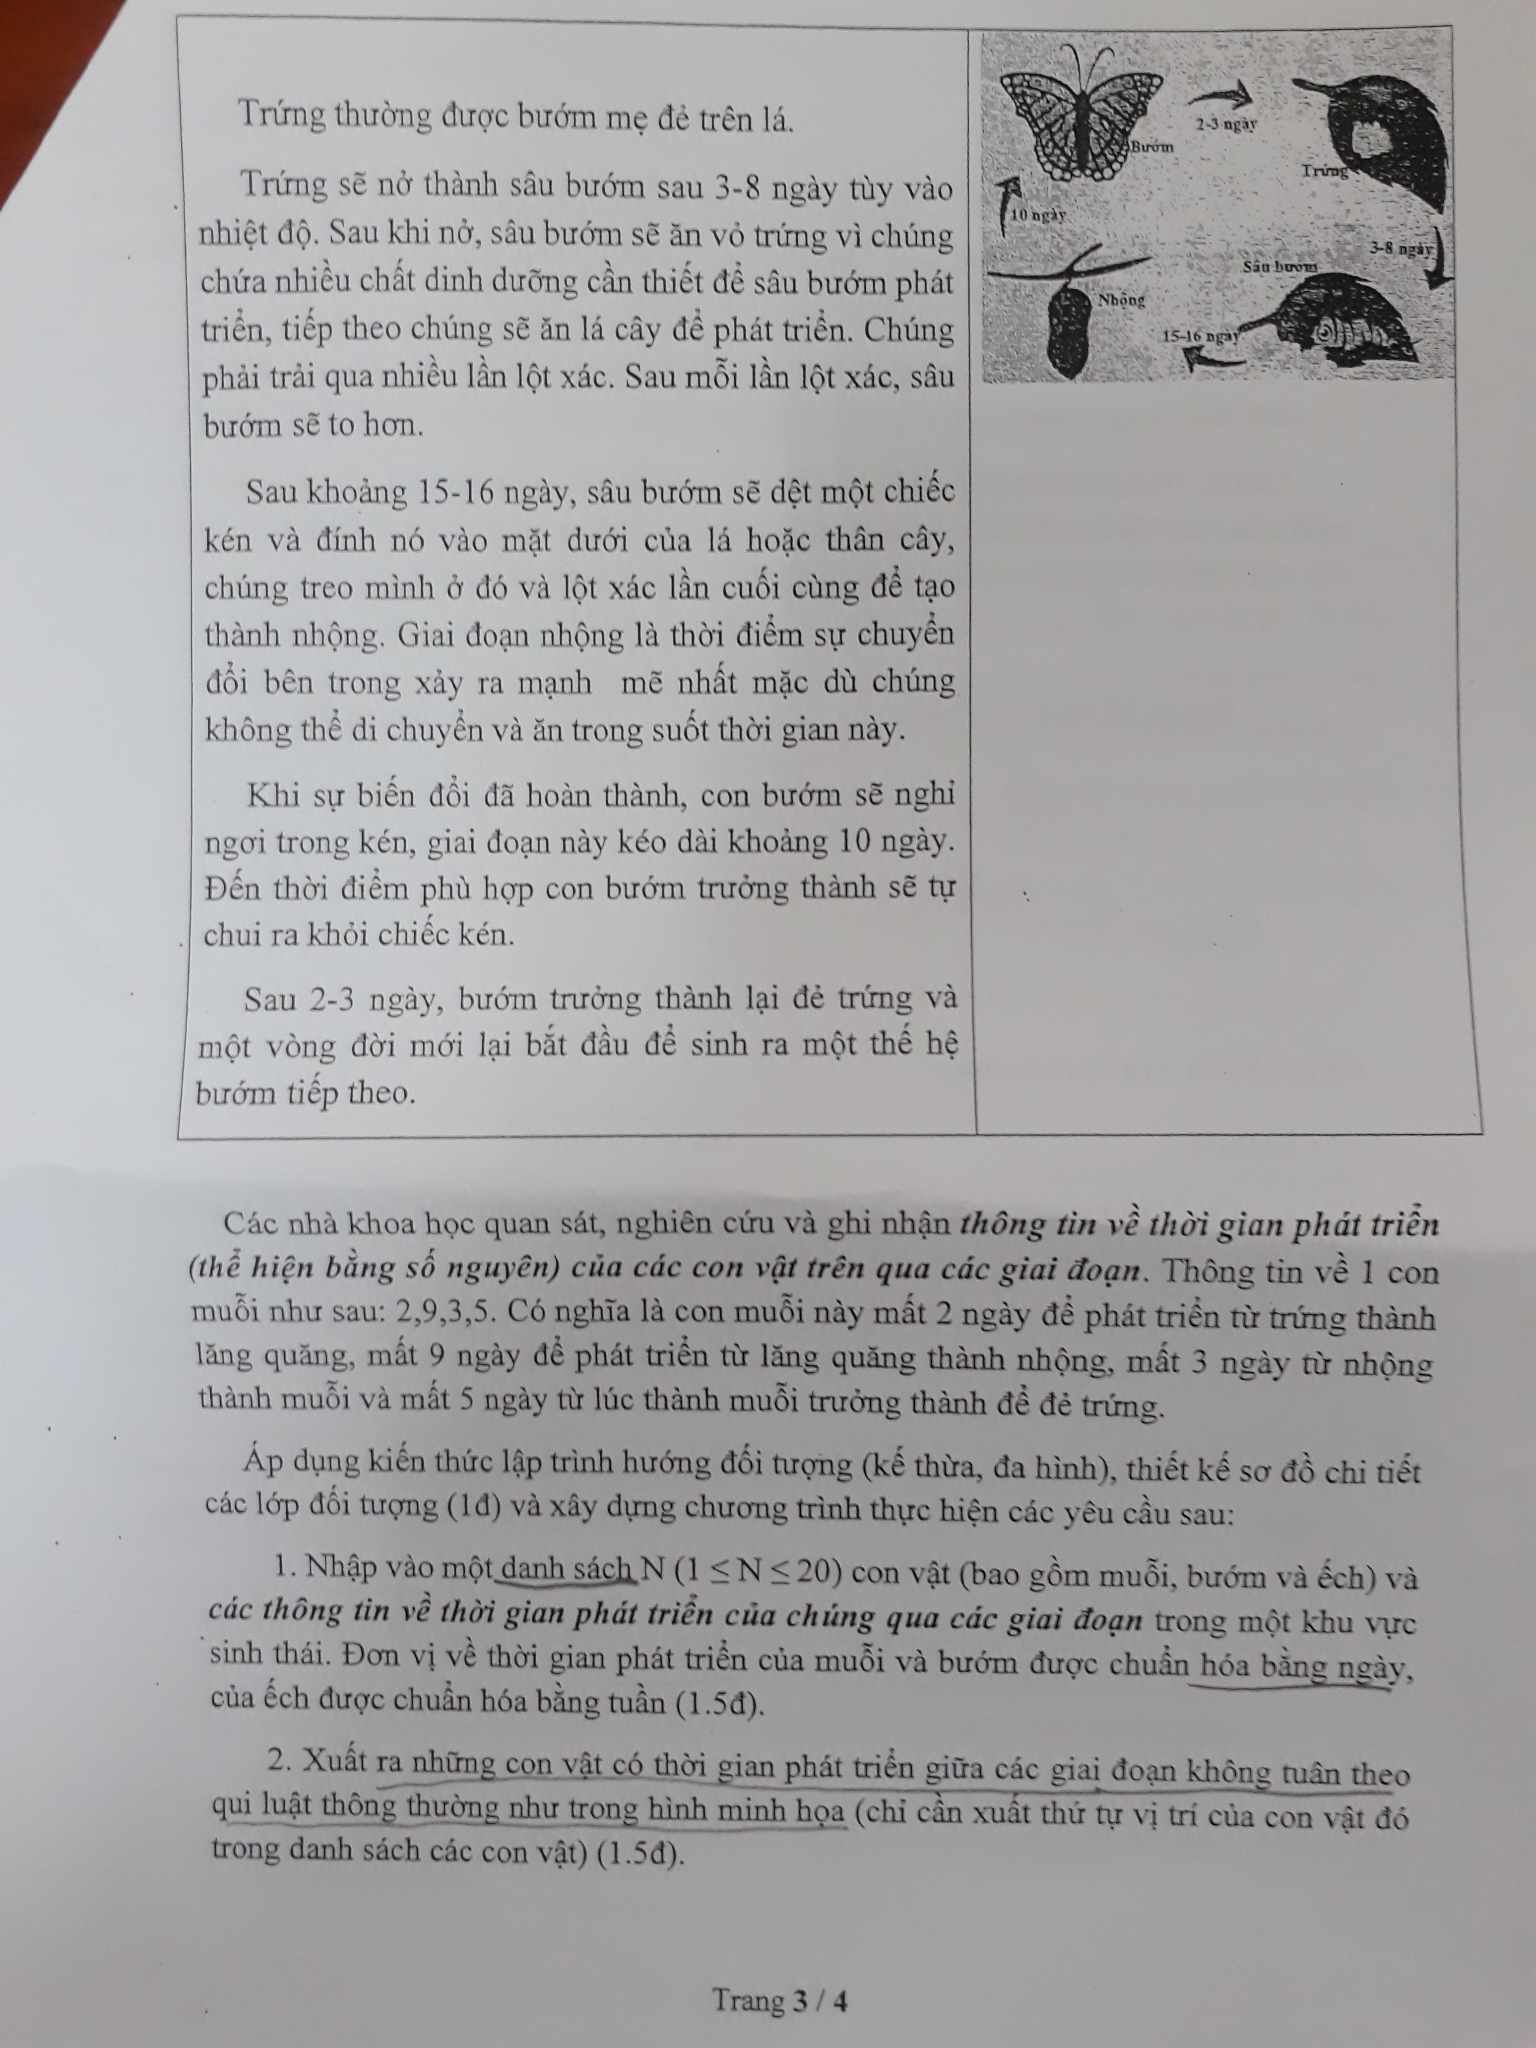 Trứng thường được bướm mẹ đẻ trên lá.
Trứng sẽ nở thành sâu bướm sau 3-8 ngày tùy vào
nhiệt độ. Sau khi nở, sâu bướm sẽ ăn vỏ trứng vì chúng
chứa nhiều chất dinh dưỡng cần thiết để sâu bướm phát
triển, tiếp theo chúng sẽ ăn lá cây để phát triển. Chúng
phải trải qua nhiều lần lột xác. Sau mỗi lần lột xác, sâu
bướm sẽ to hơn.
Sau khoảng 15-16 ngày, sâu bướm sẽ dệt một chiếc
kén và đính nó vào mặt dưới của lá hoặc thân cây,
chúng treo mình ở đó và lột xác lần cuối cùng để tạo
thành nhộng. Giai đoạn nhộng là thời điểm sự chuyển
đổi bên trong xảy ra mạnh mẽ nhất mặc dù chúng
không thể di chuyển và ăn trong suốt thời gian này.
Khi sự biến đổi đã hoàn thành, con bướm sẽ nghỉ
ngơi trong kén, giai đoạn này kéo dài khoảng 10 ngày.
Đến thời điểm phù hợp con bướm trưởng thành sẽ tự
chui ra khỏi chiếc kén.
Sau 2-3 ngày, bướm trưởng thành lại đẻ trứng và
một vòng đời mới lại bắt đầu để sinh ra một thế hệ
bướm tiếp theo.
Bướm
2-3 ngày
Trứng
10 ngày
3-8 ngày
Sâu bướm
Nhộng
15-16 ngày
Các nhà khoa học quan sát, nghiên cứu và ghi nhận thông tin về thời gian phát triển
(thể hiện bằng số nguyên) của các con vật trên qua các giai đoạn. Thông tin về 1 con
muỗi như sau: 2,9,3,5. Có nghĩa là con muỗi này mất 2 ngày để phát triển từ trứng thành
lăng quăng, mất 9 ngày để phát triển từ lăng quăng thành nhộng, mất 3 ngày từ nhộng
thành muỗi và mất 5 ngày từ lúc thành muỗi trưởng thành để đẻ trứng.
Áp dụng kiến thức lập trình hướng đối tượng (kế thừa, đa hình), thiết kế sơ đồ chi tiết
các lớp đối tượng (1đ) và xây dựng chương trình thực hiện các yêu cầu sau:
1. Nhập vào một danh sách N (1 ≤ N ≤ 20) con vật (bao gồm muỗi, bướm và ếch) và
các thông tin về thời gian phát triển của chúng qua các giai đoạn trong một khu vực
sinh thái. Đơn vị về thời gian phát triển của muỗi và bướm được chuẩn hóa bằng ngày,
của ếch được chuẩn hóa bằng tuần (1.5đ).
2. Xuất ra những con vật có thời gian phát triển giữa các giai đoạn không tuân theo
qui luật thông thường như trong hình minh họa (chỉ cần xuất thứ tự vị trí của con vật đó
trong danh sách các con vật) (1.5đ).
Trang 3 / 4